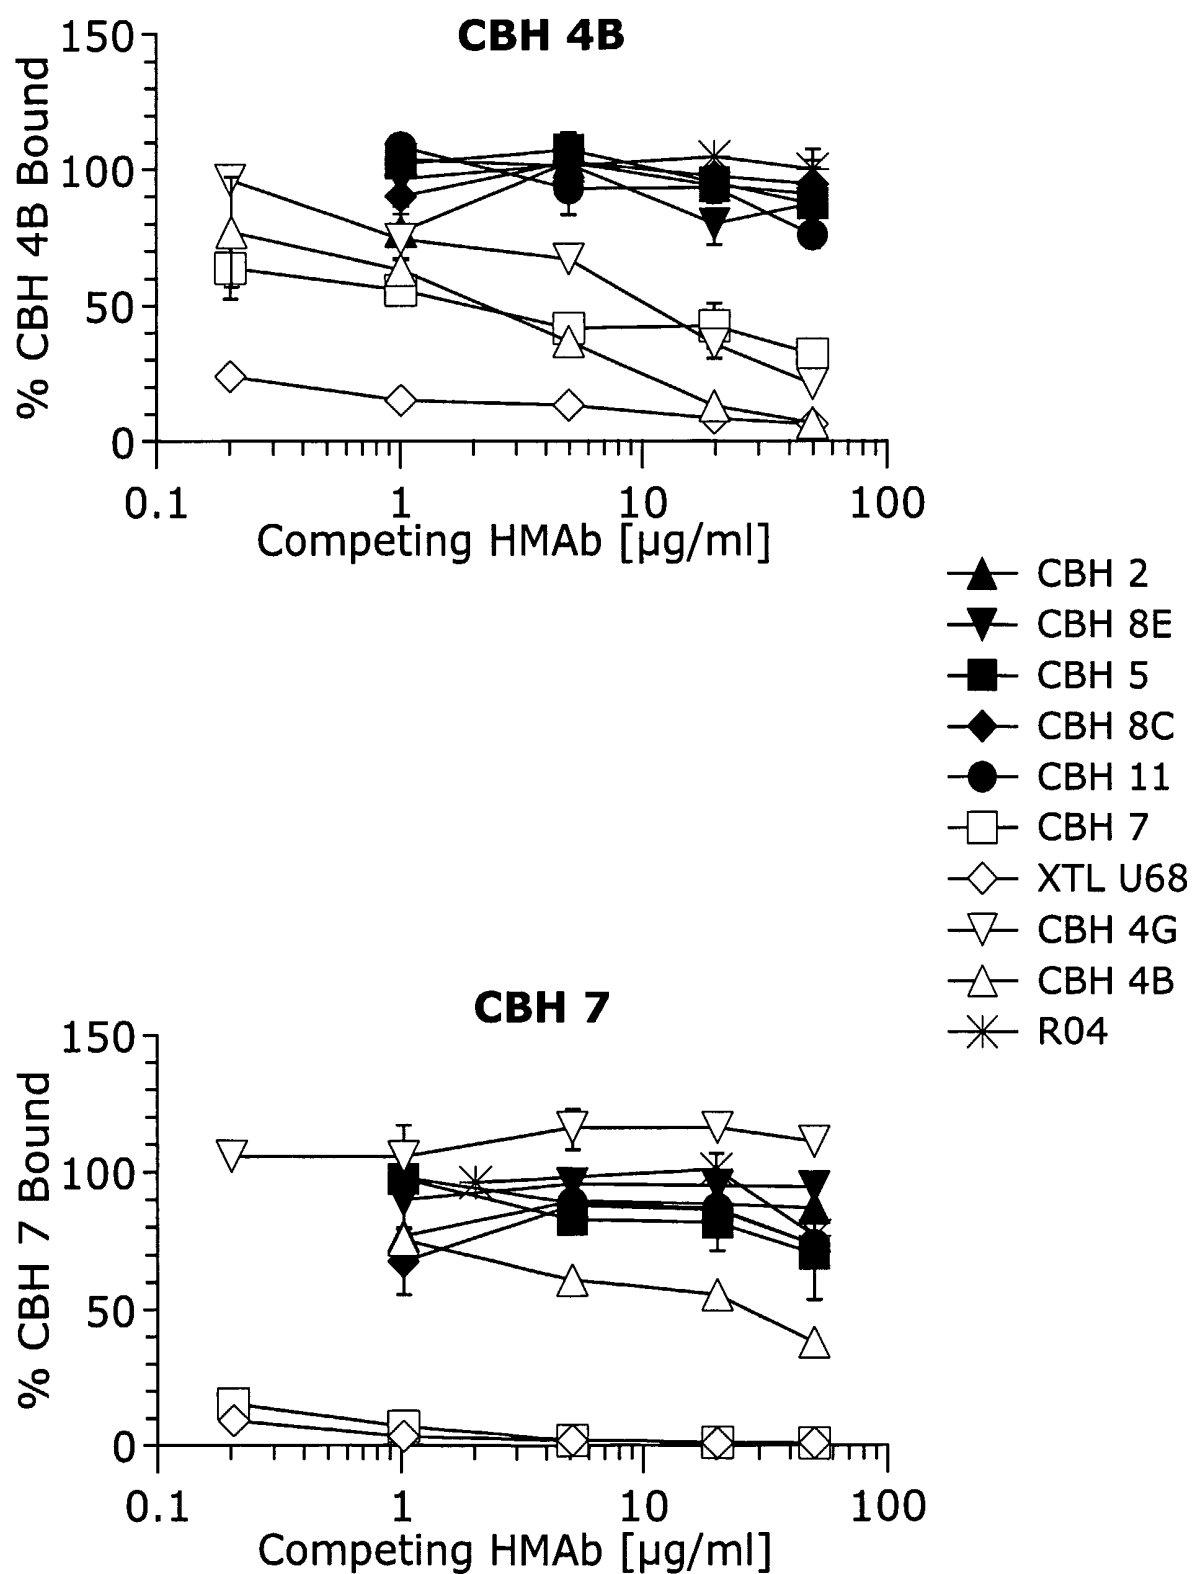 CBH 4B
% CBH 4B Bound
150
100
50
0
0.1 1 10 100
Competing HMAb [µg/ml]
CBH 2
CBH 8E
CBH 5
CBH 8C
CBH 11
CBH 7
XTL U68
CBH 4G
CBH 4B
R04
CBH 7
% CBH 7 Bound
150
100
50
0
0.1 1 10 100
Competing HMAb [µg/ml]